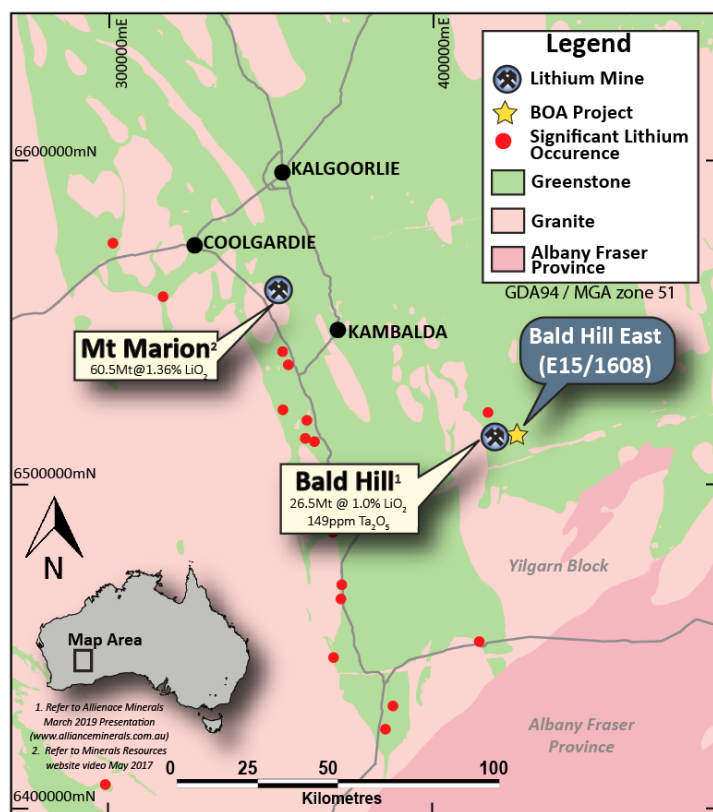 300000mE
400000mE
Legend
Lithium Mine
BOA Project
Significant Lithium
Occurence
Greenstone
Granite
Albany Fraser
Province
GDA94 / MGA zone 51
6600000mN
KALGOORLIE
COOLGARDIE
KAMBALDA
Mt Marion²
60.5Mt@1.36% LiO₂
Bald Hill East
(E15/1608)
6500000mN
Bald Hill¹
26.5Mt @ 1.0% LiO₂
149ppm Ta₂O₅
N
Yilgarn Block
Map Area
Albany Fraser
Province
1. Refer to Allienace Minerals
March 2019 Presentation
(www.allianceminerals.com.au)
2. Refer to Minerals Resources
website video May 2017
0 25 50 100
Kilometres
6400000mN